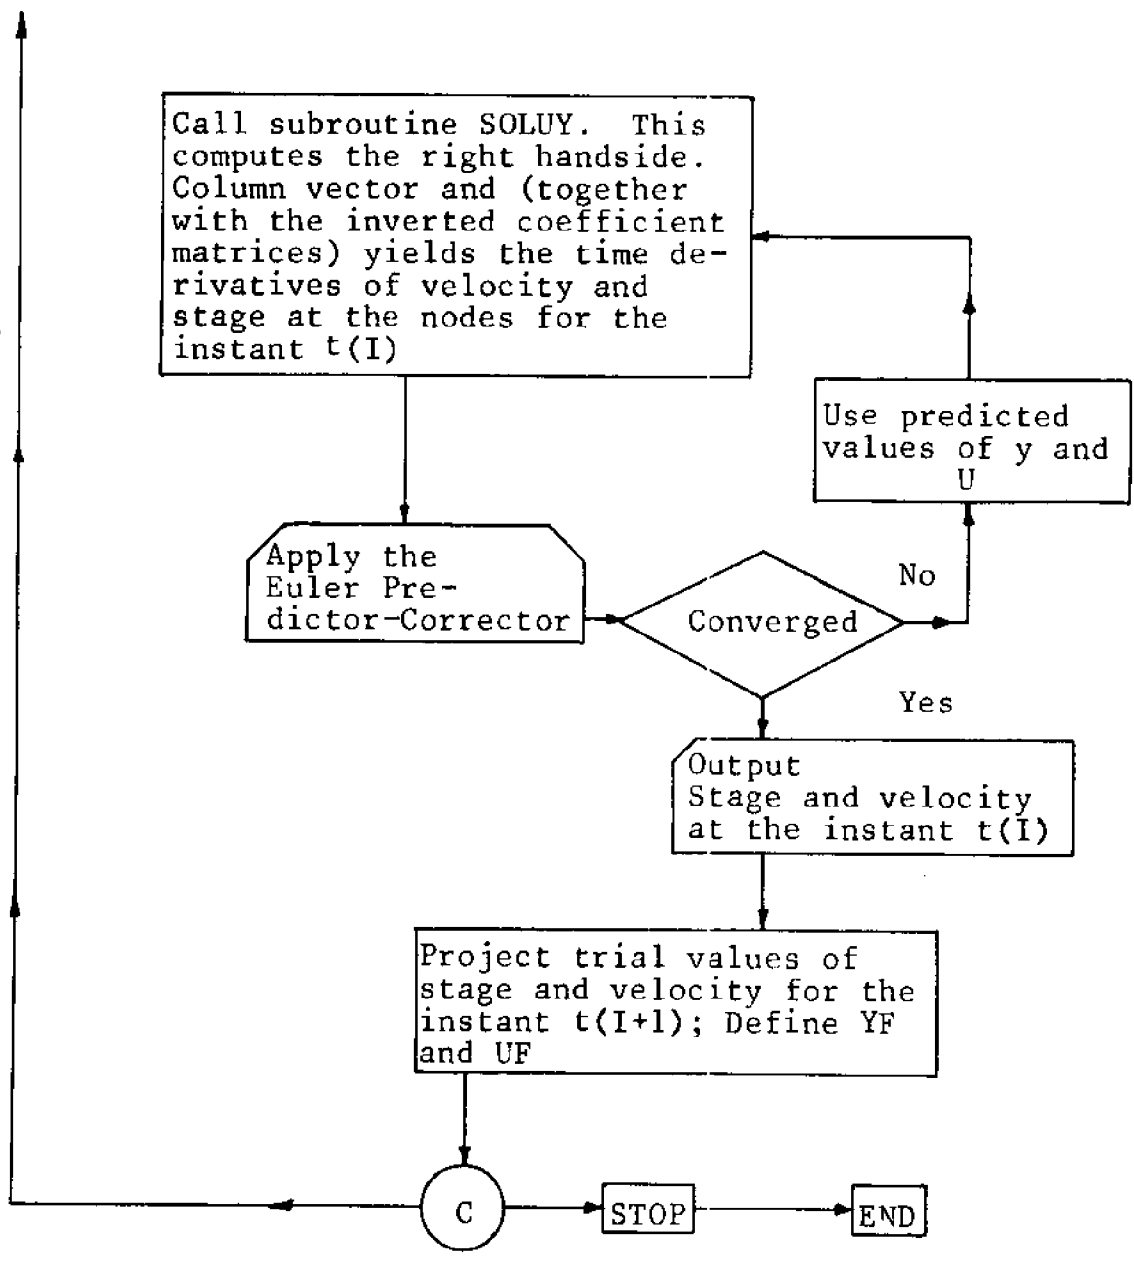 Call subroutine SOLUY. This
computes the right handside.
Column vector and (together
with the inverted coefficient
matrices) yields the time de-
rivatives of velocity and
stage at the nodes for the
instant t(I)
Use predicted
values of y and
U
Apply the
Euler Pre-
dictor-Corrector
Converged
No
Yes
Output
Stage and velocity
at the instant t(I)
Project trial values of
stage and velocity for the
instant t(I+1); Define YF
and UF
C
STOP
END